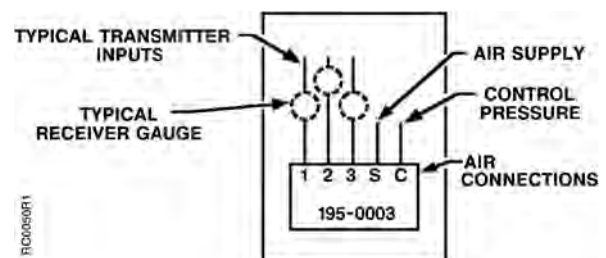 TYPICAL TRANSMITTER
INPUTS
AIR SUPPLY
TYPICAL
RECEIVER GAUGE
CONTROL
PRESSURE
1 2 3 S C
AIR
CONNECTIONS
195-0003
RC0050R1